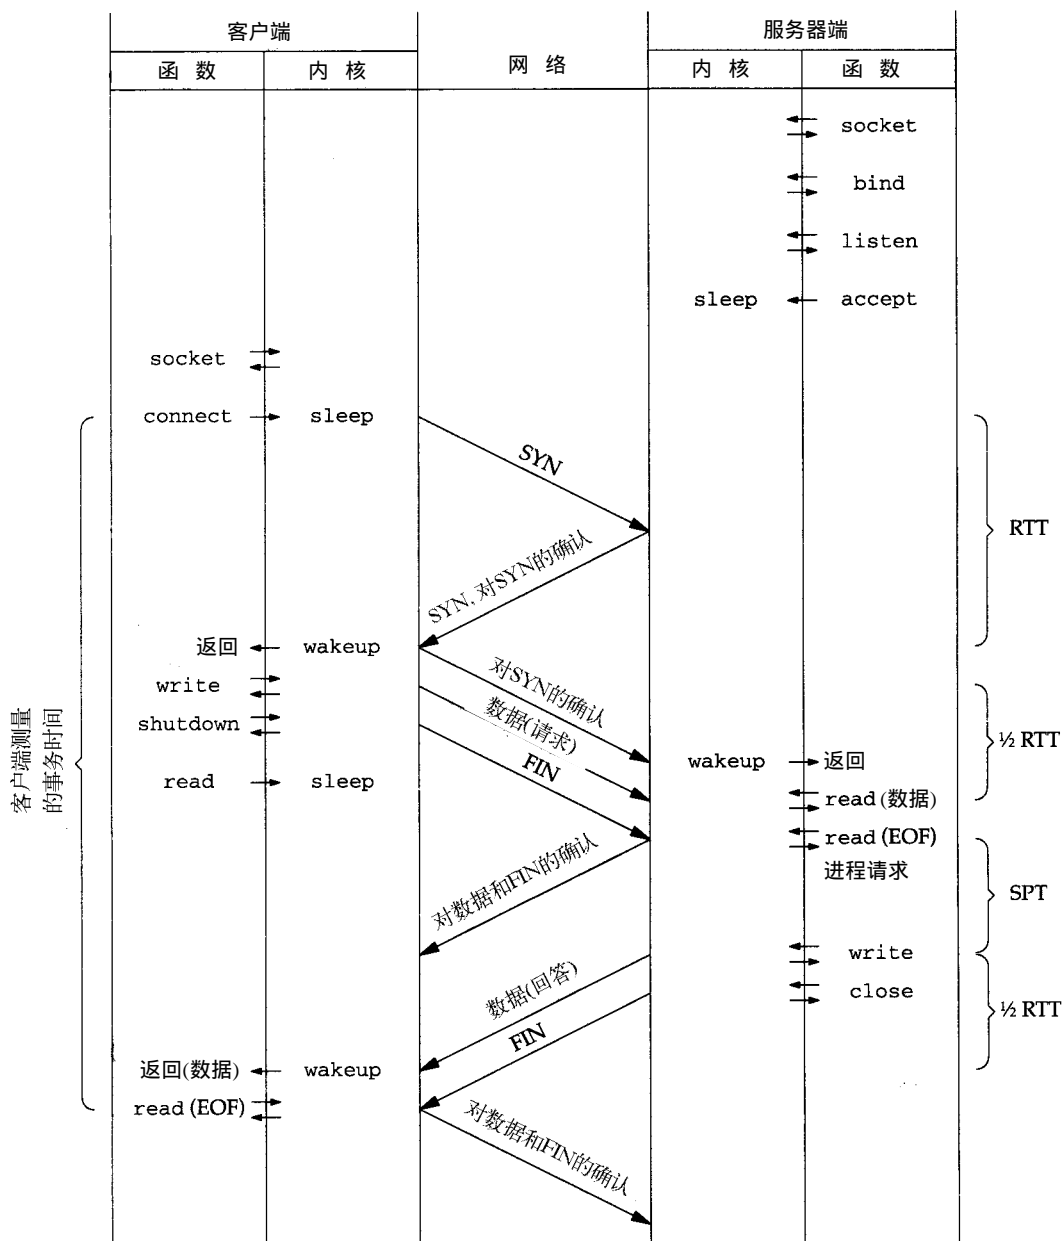 客户端
服务器端
函 数
内 核
网 络
内 核
函 数
socket
bind
listen
sleep
accept
socket
connect
sleep
SYN
RTT
SYN, 对SYN的确认
返回
wakeup
对SYN的确认
write
数据(请求)
shutdown
FIN
½ RTT
客户端测量
的事务时间
wakeup
返回
read
sleep
read (数据)
read (EOF)
对数据和FIN的确认
进程请求
SPT
write
数据(回答)
close
½ RTT
FIN
返回(数据)
wakeup
read (EOF)
对数据和FIN的确认